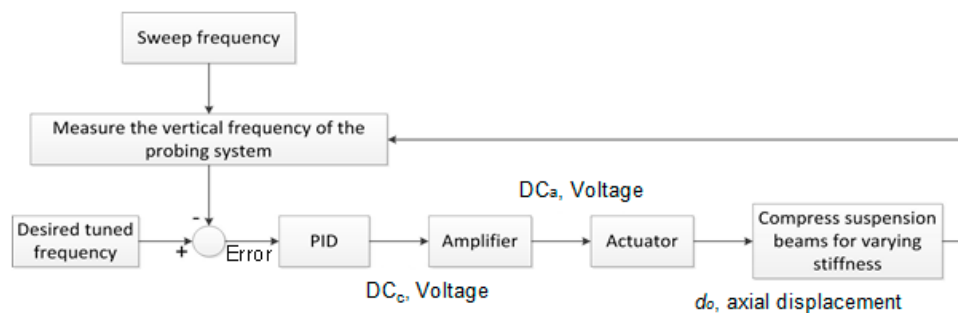 Sweep frequency
Measure the vertical frequency of the
probing system
DCa, Voltage
Desired tuned
frequency
-
+
Error
PID
Amplifier
Actuator
Compress suspension
beams for varying
stiffness
DCc, Voltage
do, axial displacement